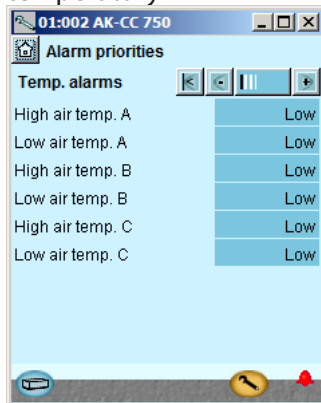 01:002 AK-CC 750
Alarm priorities
Temp. alarms
High air temp. A Low
Low air temp. A Low
High air temp. B Low
Low air temp. B Low
High air temp. C Low
Low air temp. C Low